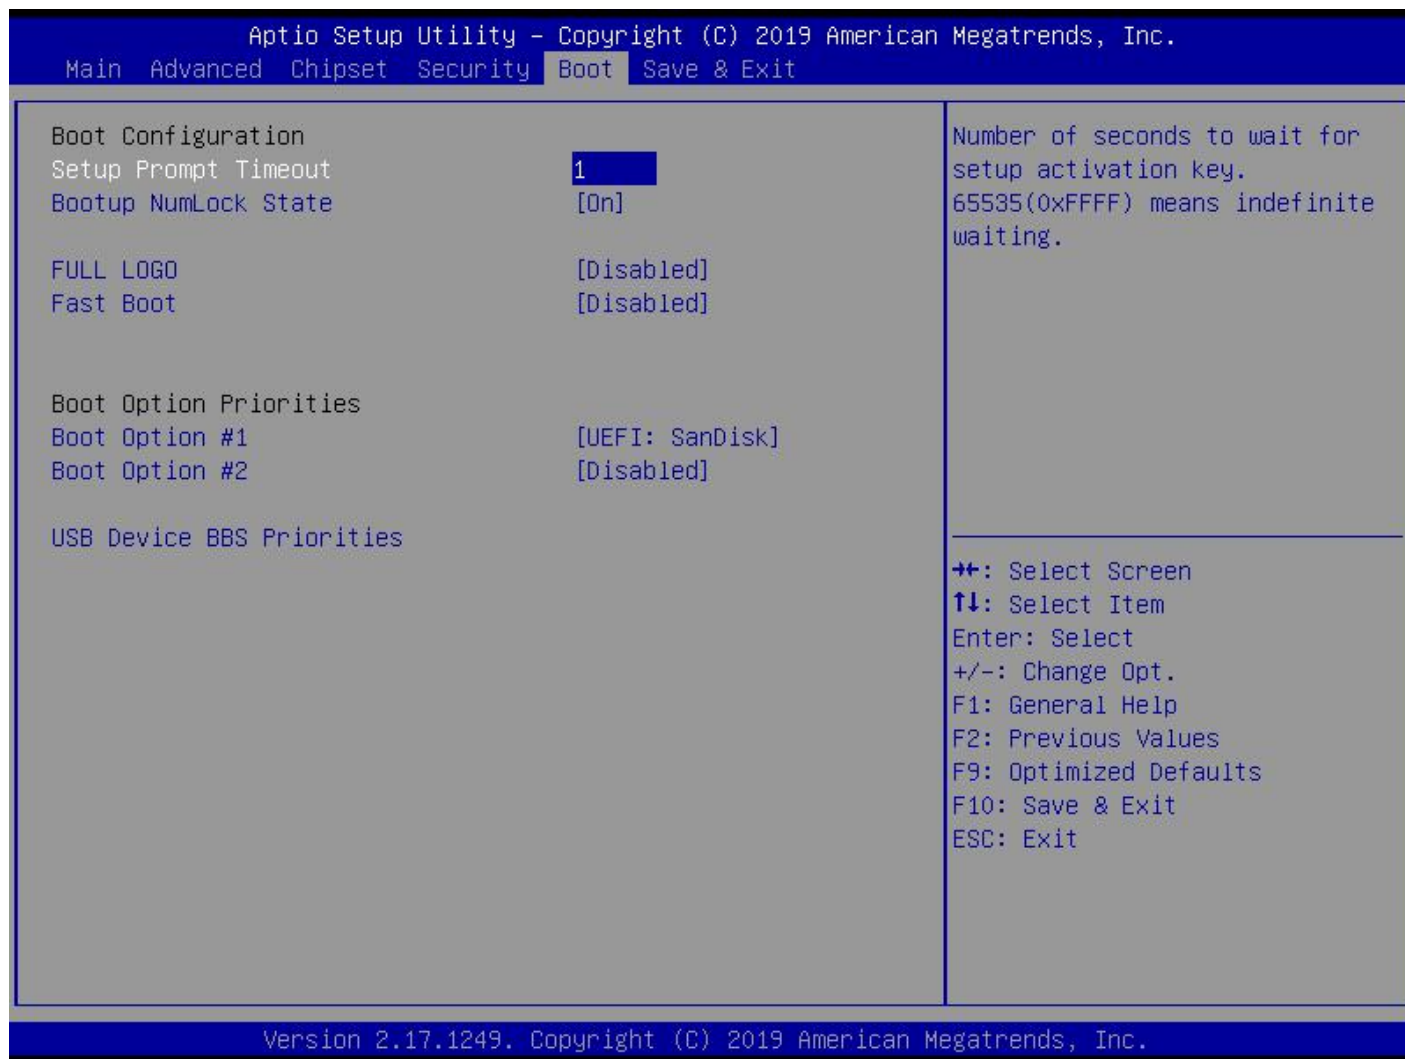 Aptio Setup Utility – Copyright (C) 2019 American Megatrends, Inc.
Main Advanced Chipset Security Boot Save & Exit
Boot Configuration
Setup Prompt Timeout 1
Bootup NumLock State [On]
FULL LOGO [Disabled]
Fast Boot [Disabled]
Boot Option Priorities
Boot Option #1 [UEFI: SanDisk]
Boot Option #2 [Disabled]
USB Device BBS Priorities
Number of seconds to wait for
setup activation key.
65535(0xFFFF) means indefinite
waiting.
→←: Select Screen
↑↓: Select Item
Enter: Select
+/-: Change Opt.
F1: General Help
F2: Previous Values
F9: Optimized Defaults
F10: Save & Exit
ESC: Exit
Version 2.17.1249. Copyright (C) 2019 American Megatrends, Inc.